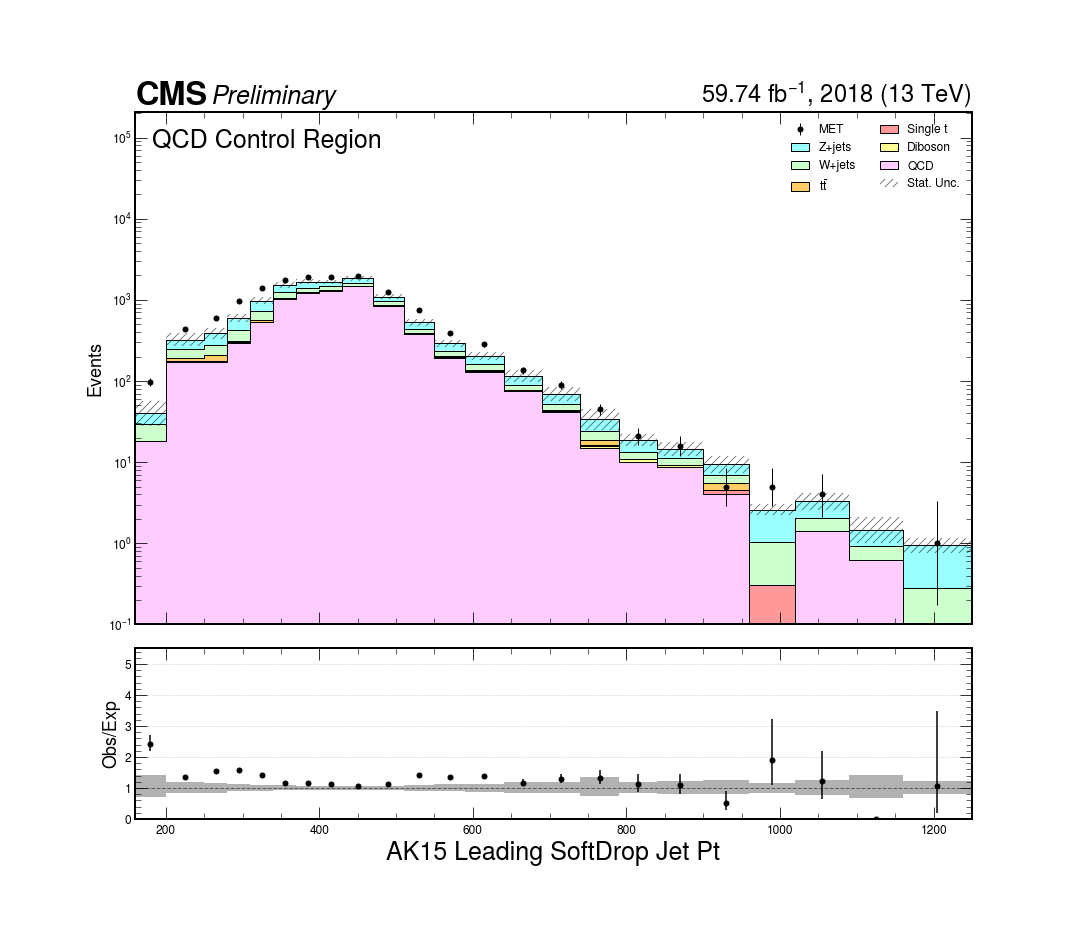 CMS Preliminary
59.74 fb⁻¹, 2018 (13 TeV)
QCD Control Region
MET
Z+jets
W+jets
tt̄
Single t
Diboson
QCD
Stat. Unc.
Events
10⁵
10⁴
10³
10²
10¹
10⁰
10⁻¹
Obs/Exp
5
4
3
2
1
0
200 400 600 800 1000 1200
AK15 Leading SoftDrop Jet Pt